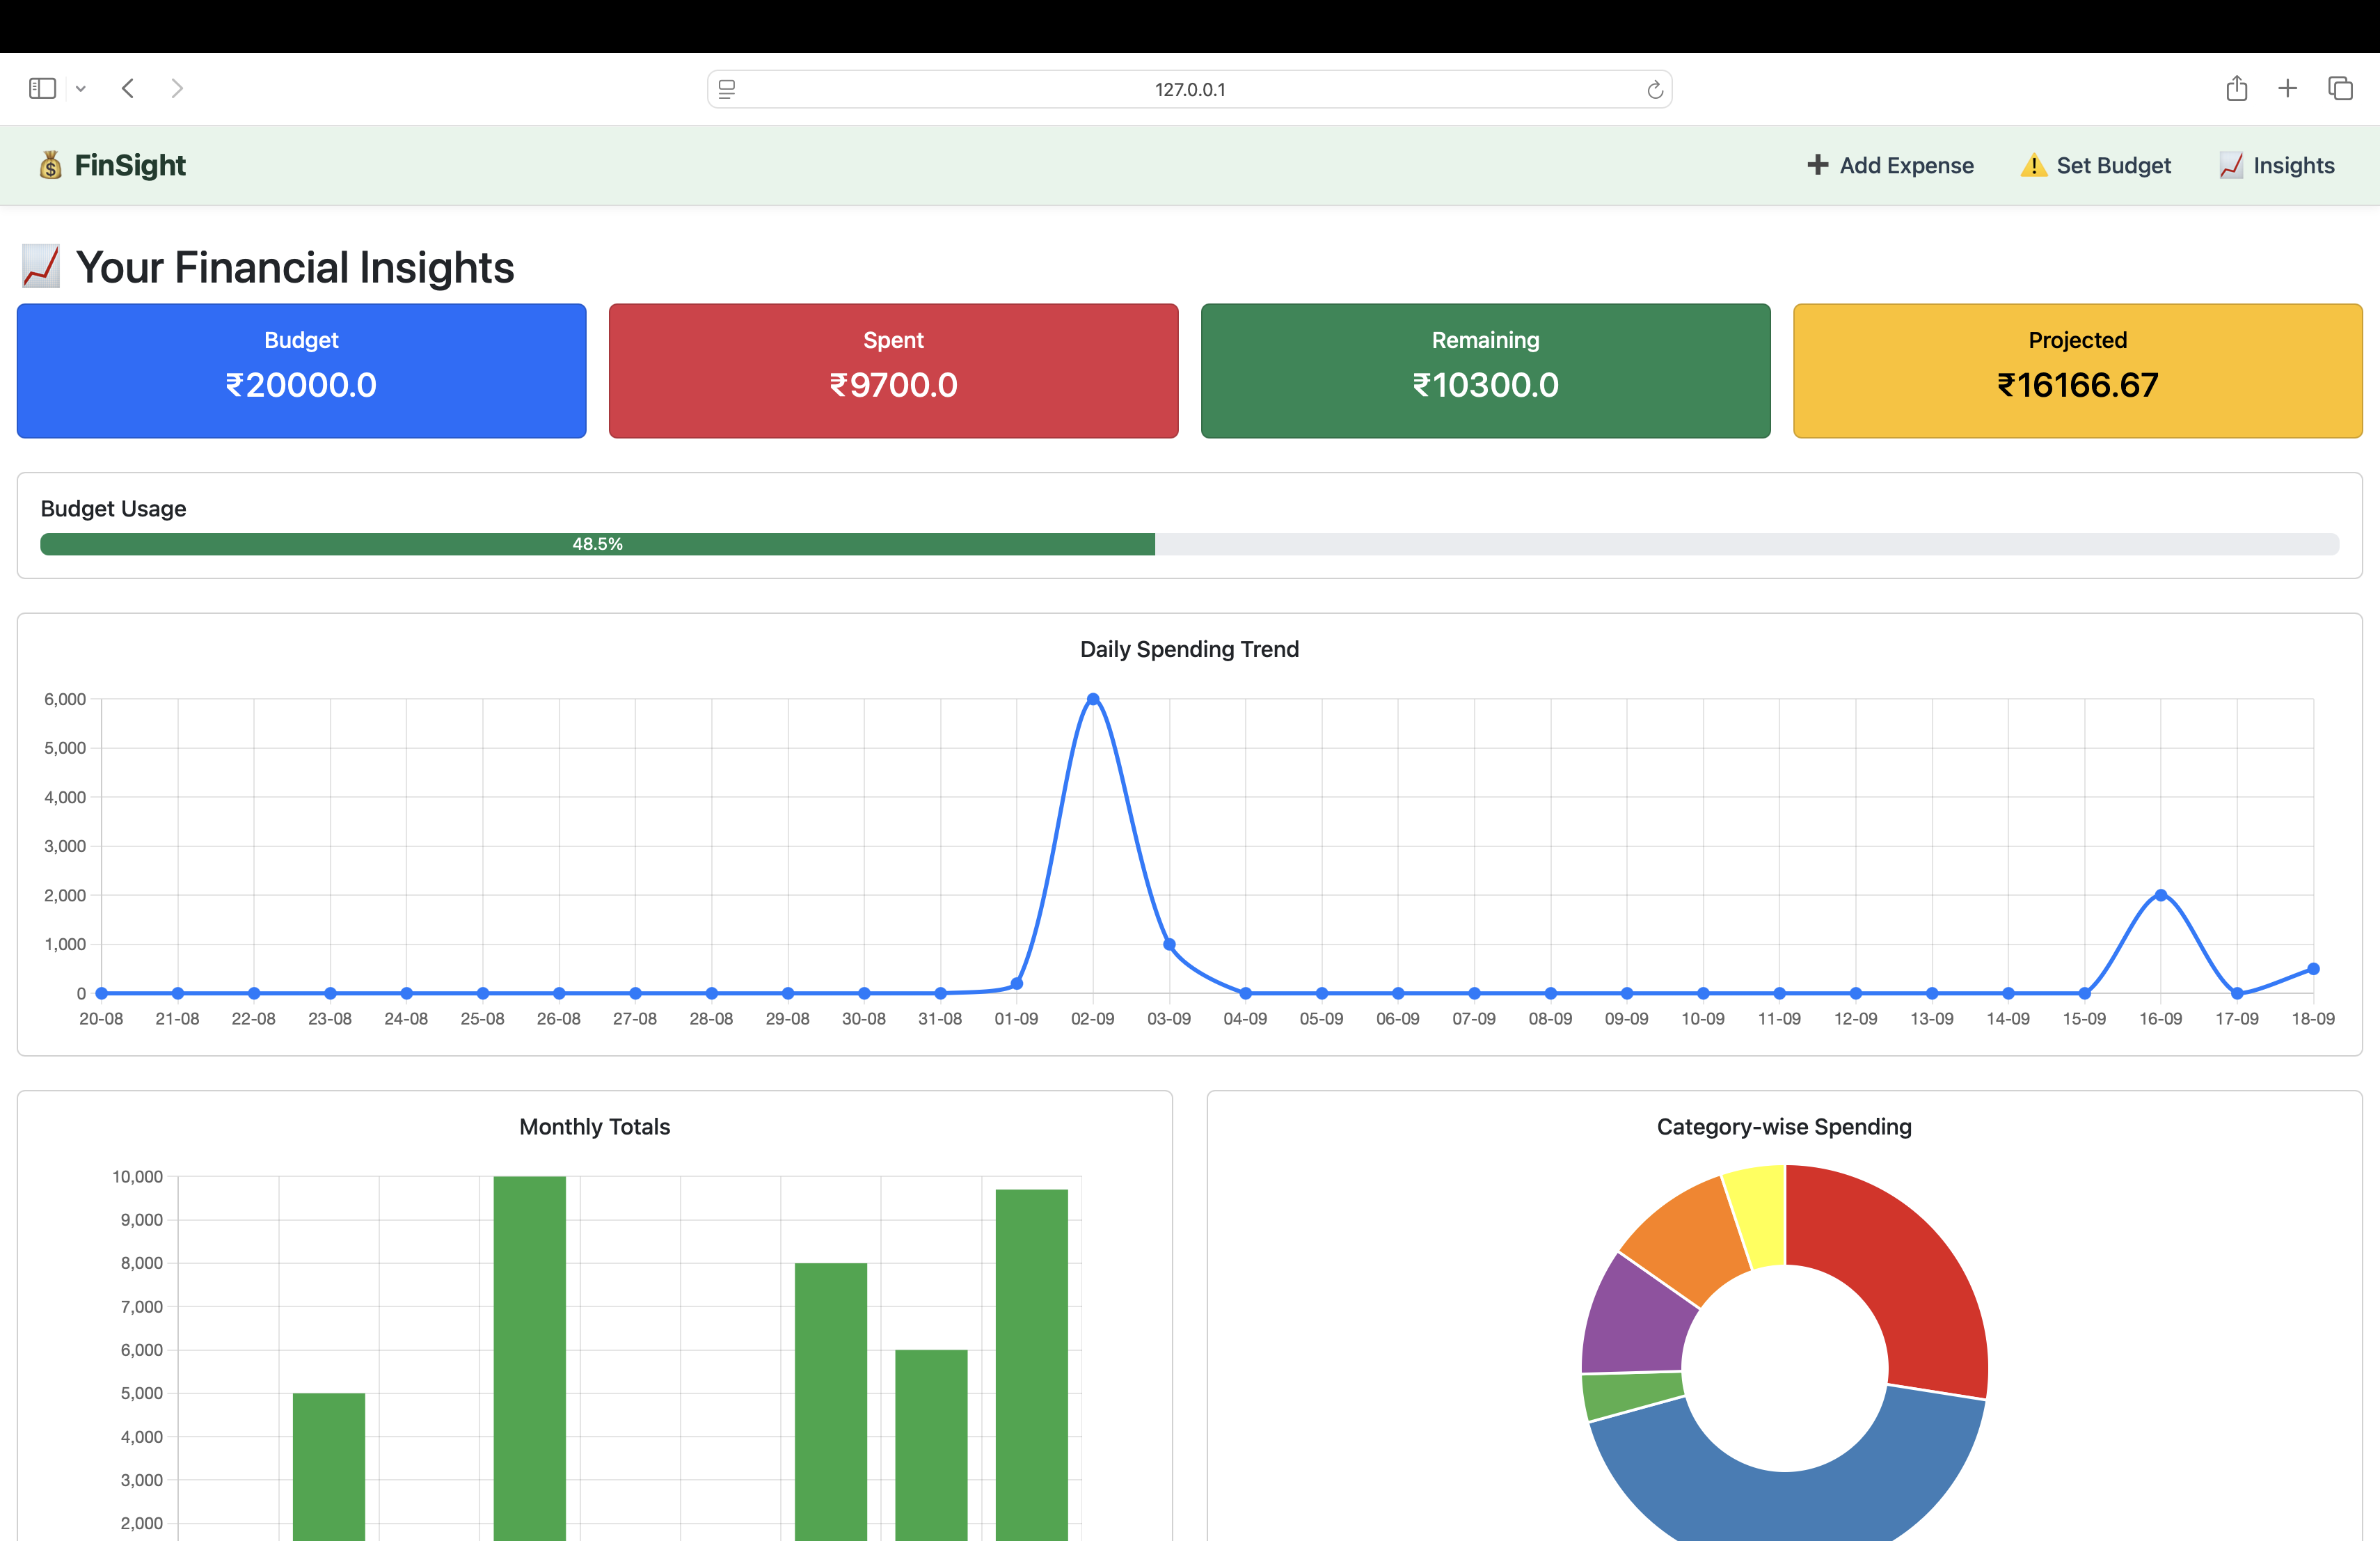 127.0.0.1
💰 FinSight
➕ Add Expense
⚠️ Set Budget
📈 Insights
📈 Your Financial Insights
Budget
₹20000.0
Spent
₹9700.0
Remaining
₹10300.0
Projected
₹16166.67
Budget Usage
48.5%
Daily Spending Trend
6,000
5,000
4,000
3,000
2,000
1,000
0
20-08 21-08 22-08 23-08 24-08 25-08 26-08 27-08 28-08 29-08 30-08 31-08 01-09 02-09 03-09 04-09 05-09 06-09 07-09 08-09 09-09 10-09 11-09 12-09 13-09 14-09 15-09 16-09 17-09 18-09
Monthly Totals
10,000
9,000
8,000
7,000
6,000
5,000
4,000
3,000
2,000
Category-wise Spending